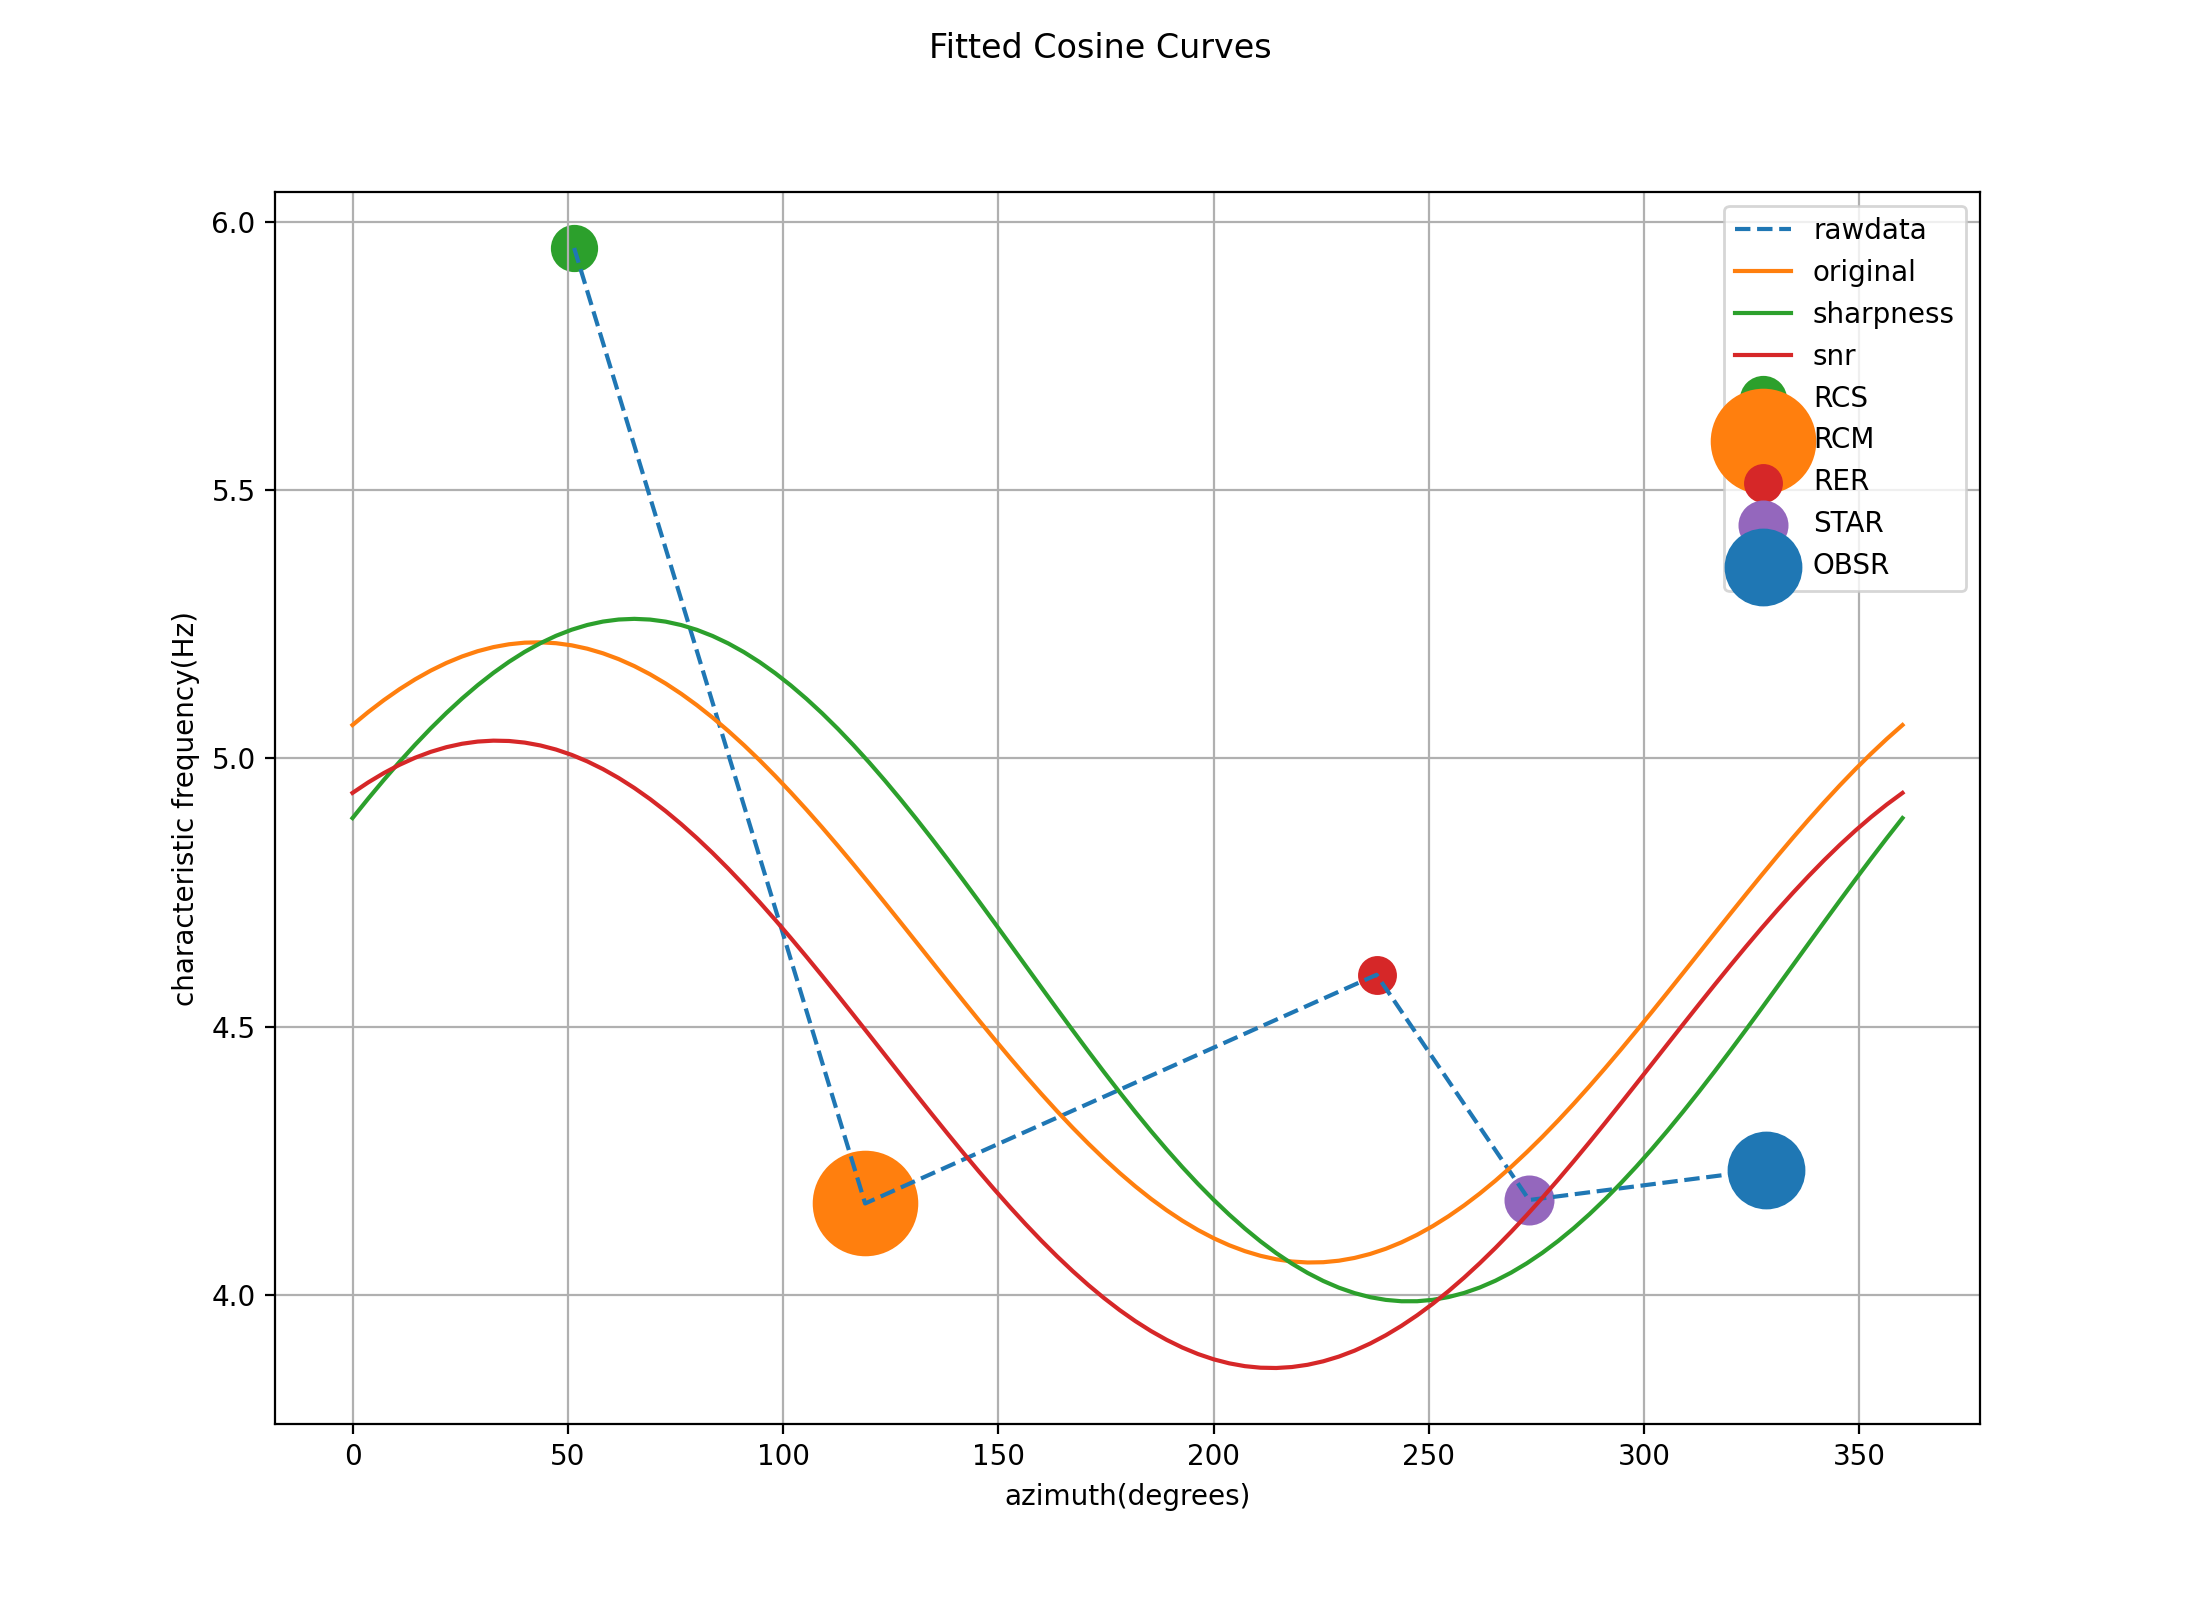 Fitted Cosine Curves
6.0
5.5
5.0
4.5
4.0
characteristic frequency(Hz)
rawdata
original
sharpness
snr
RCS
RCM
RER
STAR
OBSR
0 50 100 150 200 250 300 350
azimuth(degrees)